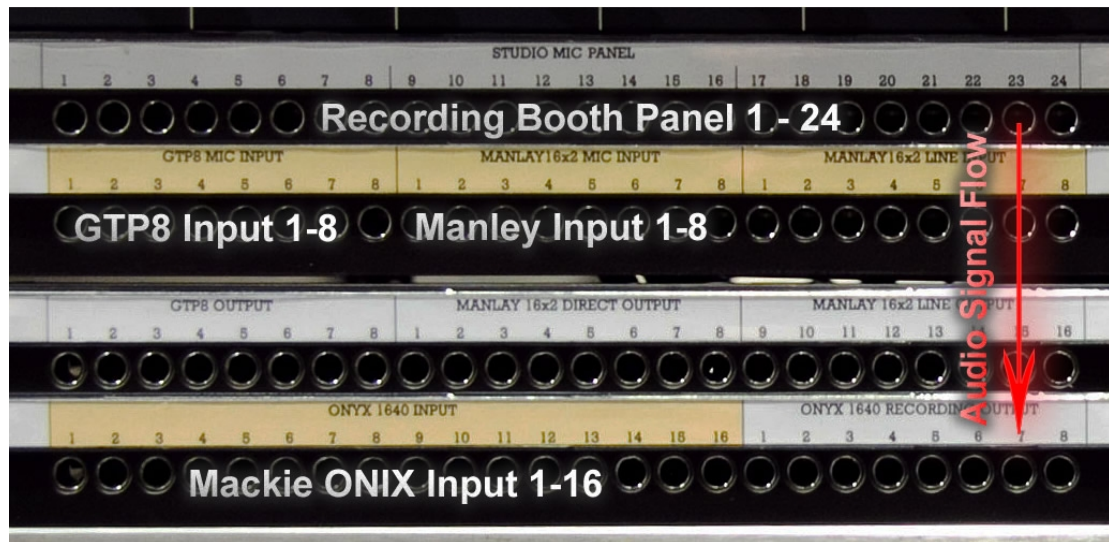 STUDIO MIC PANEL
1 2 3 4 5 6 7 8 9 10 11 12 13 14 15 16 17 18 19 20 21 22 23 24
Recording Booth Panel 1 - 24
GTP8 MIC INPUT MANLAY16x2 MIC INPUT MANLAY16x2 LINE INPUT
1 2 3 4 5 6 7 8 1 2 3 4 5 6 7 8 1 2 3 4 5 7 8
GTP8 Input 1-8 Manley Input 1-8
Audio Signal Flow
GTP8 OUTPUT MANLAY 16x2 DIRECT OUTPUT MANLAY 16x2 LINE OUTPUT
1 2 3 4 5 6 7 8 1 2 3 4 5 6 7 8 9 10 11 12 13 15 16
ONYX 1640 INPUT ONYX 1640 RECORDING OUTPUT
1 2 3 4 5 6 7 8 9 10 11 12 13 14 15 16 1 2 3 4 5 6 7 8
Mackie ONIX Input 1-16